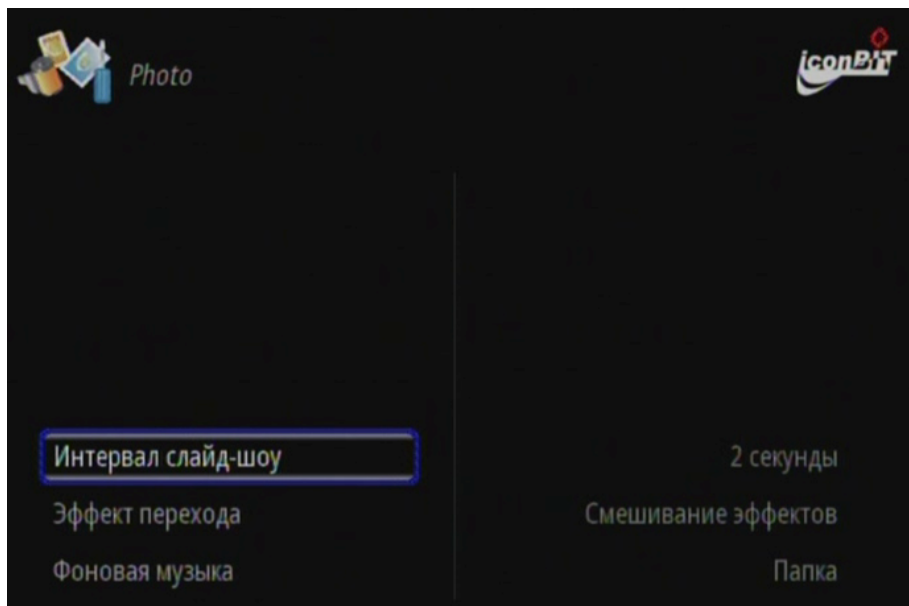 Photo
iconBIT
Интервал слайд-шоу 2 секунды
Эффект перехода Смешивание эффектов
Фоновая музыка Папка